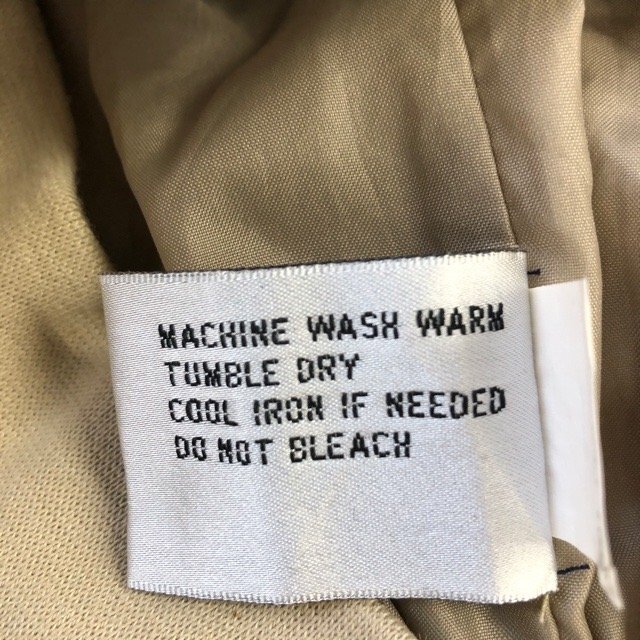 MACHINE WASH WARM
TUMBLE DRY
COOL IRON IF NEEDED
DO NOT BLEACH